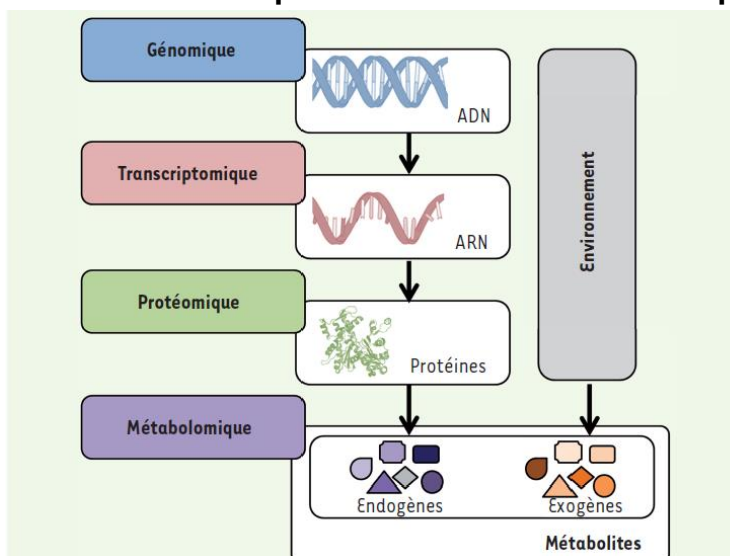 Génomique
ADN
Transcriptomique
ARN
Protéomique
Protéines
Environnement
Métabolomique
Endogènes
Exogènes
Métabolites